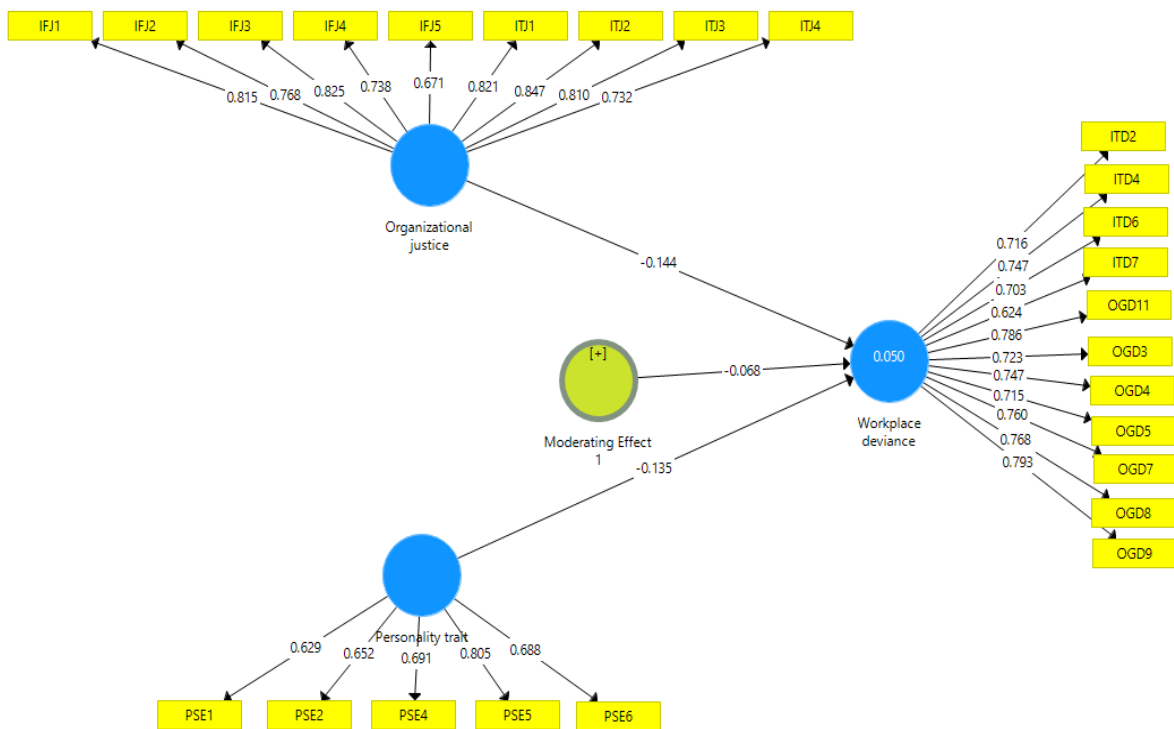 IFJ1 IFJ2 IFJ3 IFJ4 IFJ5 ITJ1 ITJ2 ITJ3 ITJ4
0.815 0.768 0.825 0.738 0.671 0.821 0.847 0.810 0.732
Organizational
justice
-0.144
[+]
Moderating Effect
1
-0.068
-0.135
0.050
Workplace
deviance
0.716
0.747
0.703
0.624
0.786
0.723
0.747
0.715
0.760
0.768
0.793
ITD2
ITD4
ITD6
ITD7
OGD11
OGD3
OGD4
OGD5
OGD7
OGD8
OGD9
Personality trait
0.629 0.652 0.691 0.805 0.688
PSE1 PSE2 PSE4 PSE5 PSE6